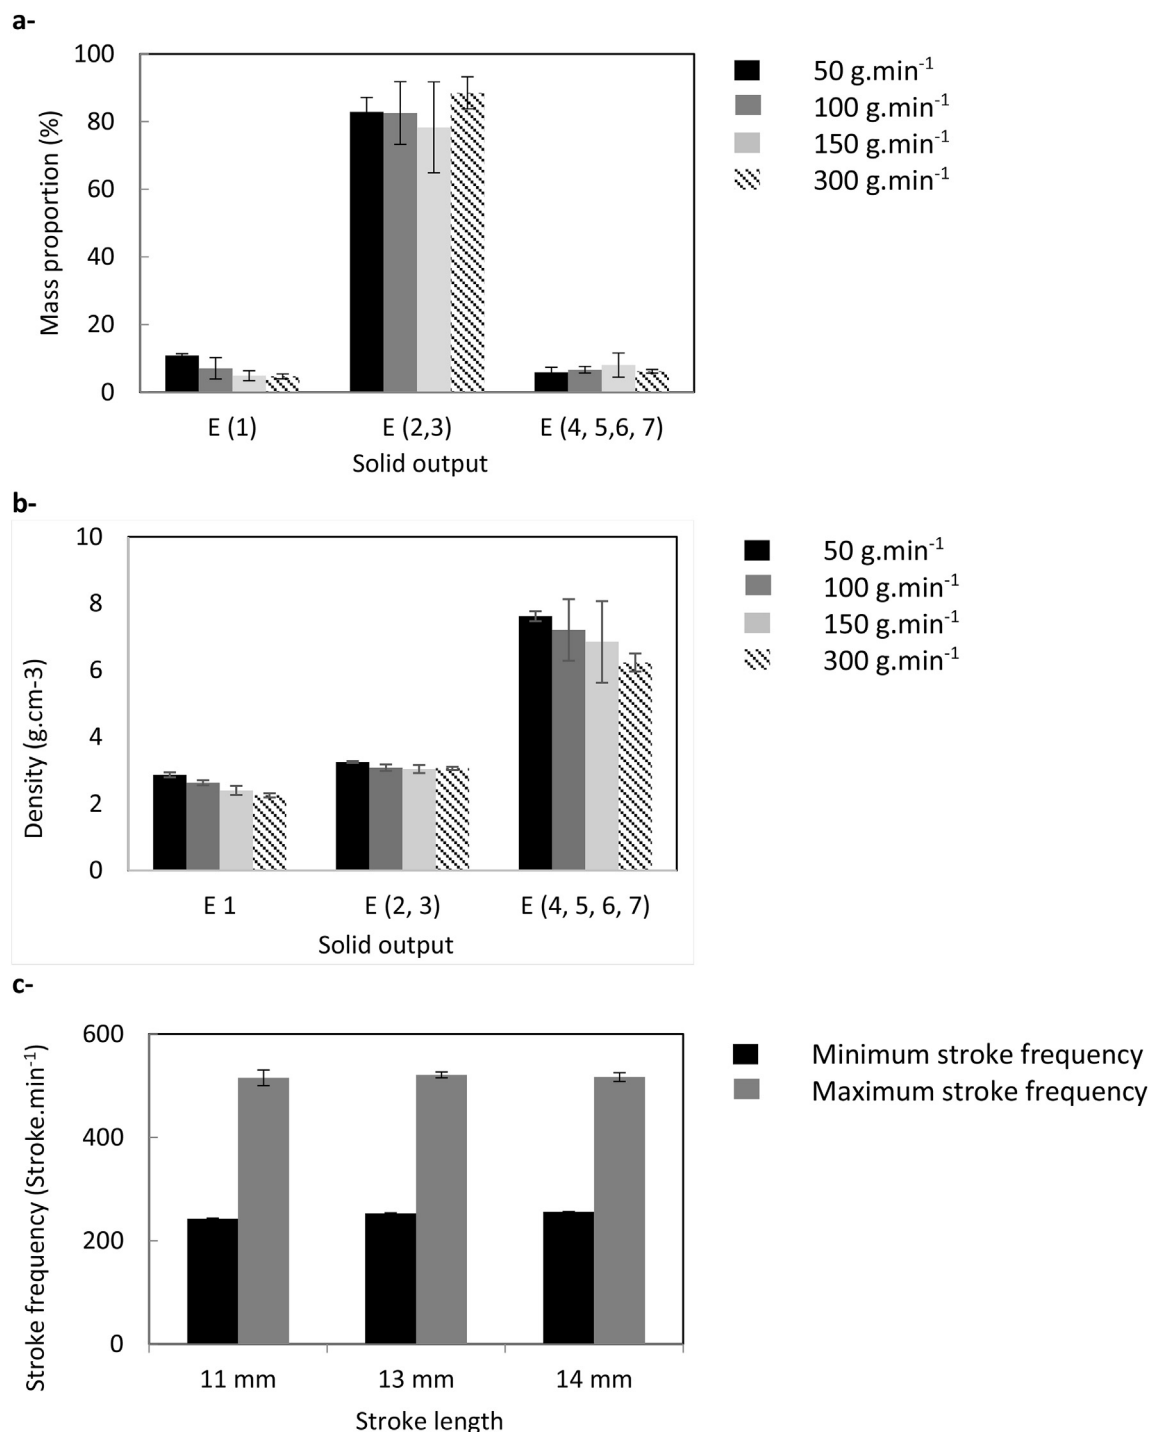 a-
100
80
60
40
20
0
Mass proportion (%)
E (1) E (2,3) E (4, 5,6, 7)
Solid output
50 g.min-1
100 g.min-1
150 g.min-1
300 g.min-1
b-
10
8
6
4
2
0
Density (g.cm-3)
E 1 E (2, 3) E (4, 5, 6, 7)
Solid output
50 g.min-1
100 g.min-1
150 g.min-1
300 g.min-1
c-
600
400
200
0
Stroke frequency (Stroke.min-1)
11 mm 13 mm 14 mm
Stroke length
Minimum stroke frequency
Maximum stroke frequency